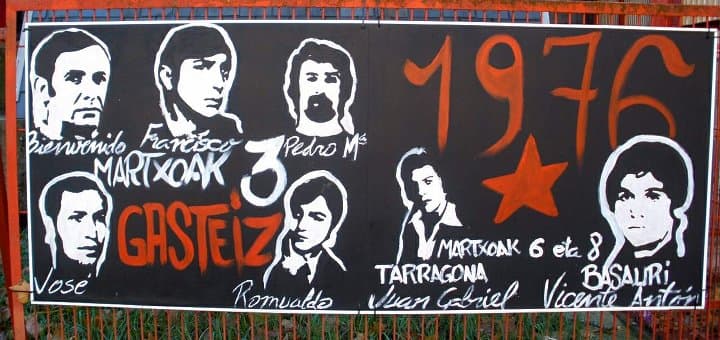 Bienvenido Francisco Pedro Mª
MARTXOAK 3
GASTEIZ
José
Romualdo
1976
MARTXOAK 6 eta 8
TARRAGONA
Juan Gabriel
BASAURI
Vicente Antón